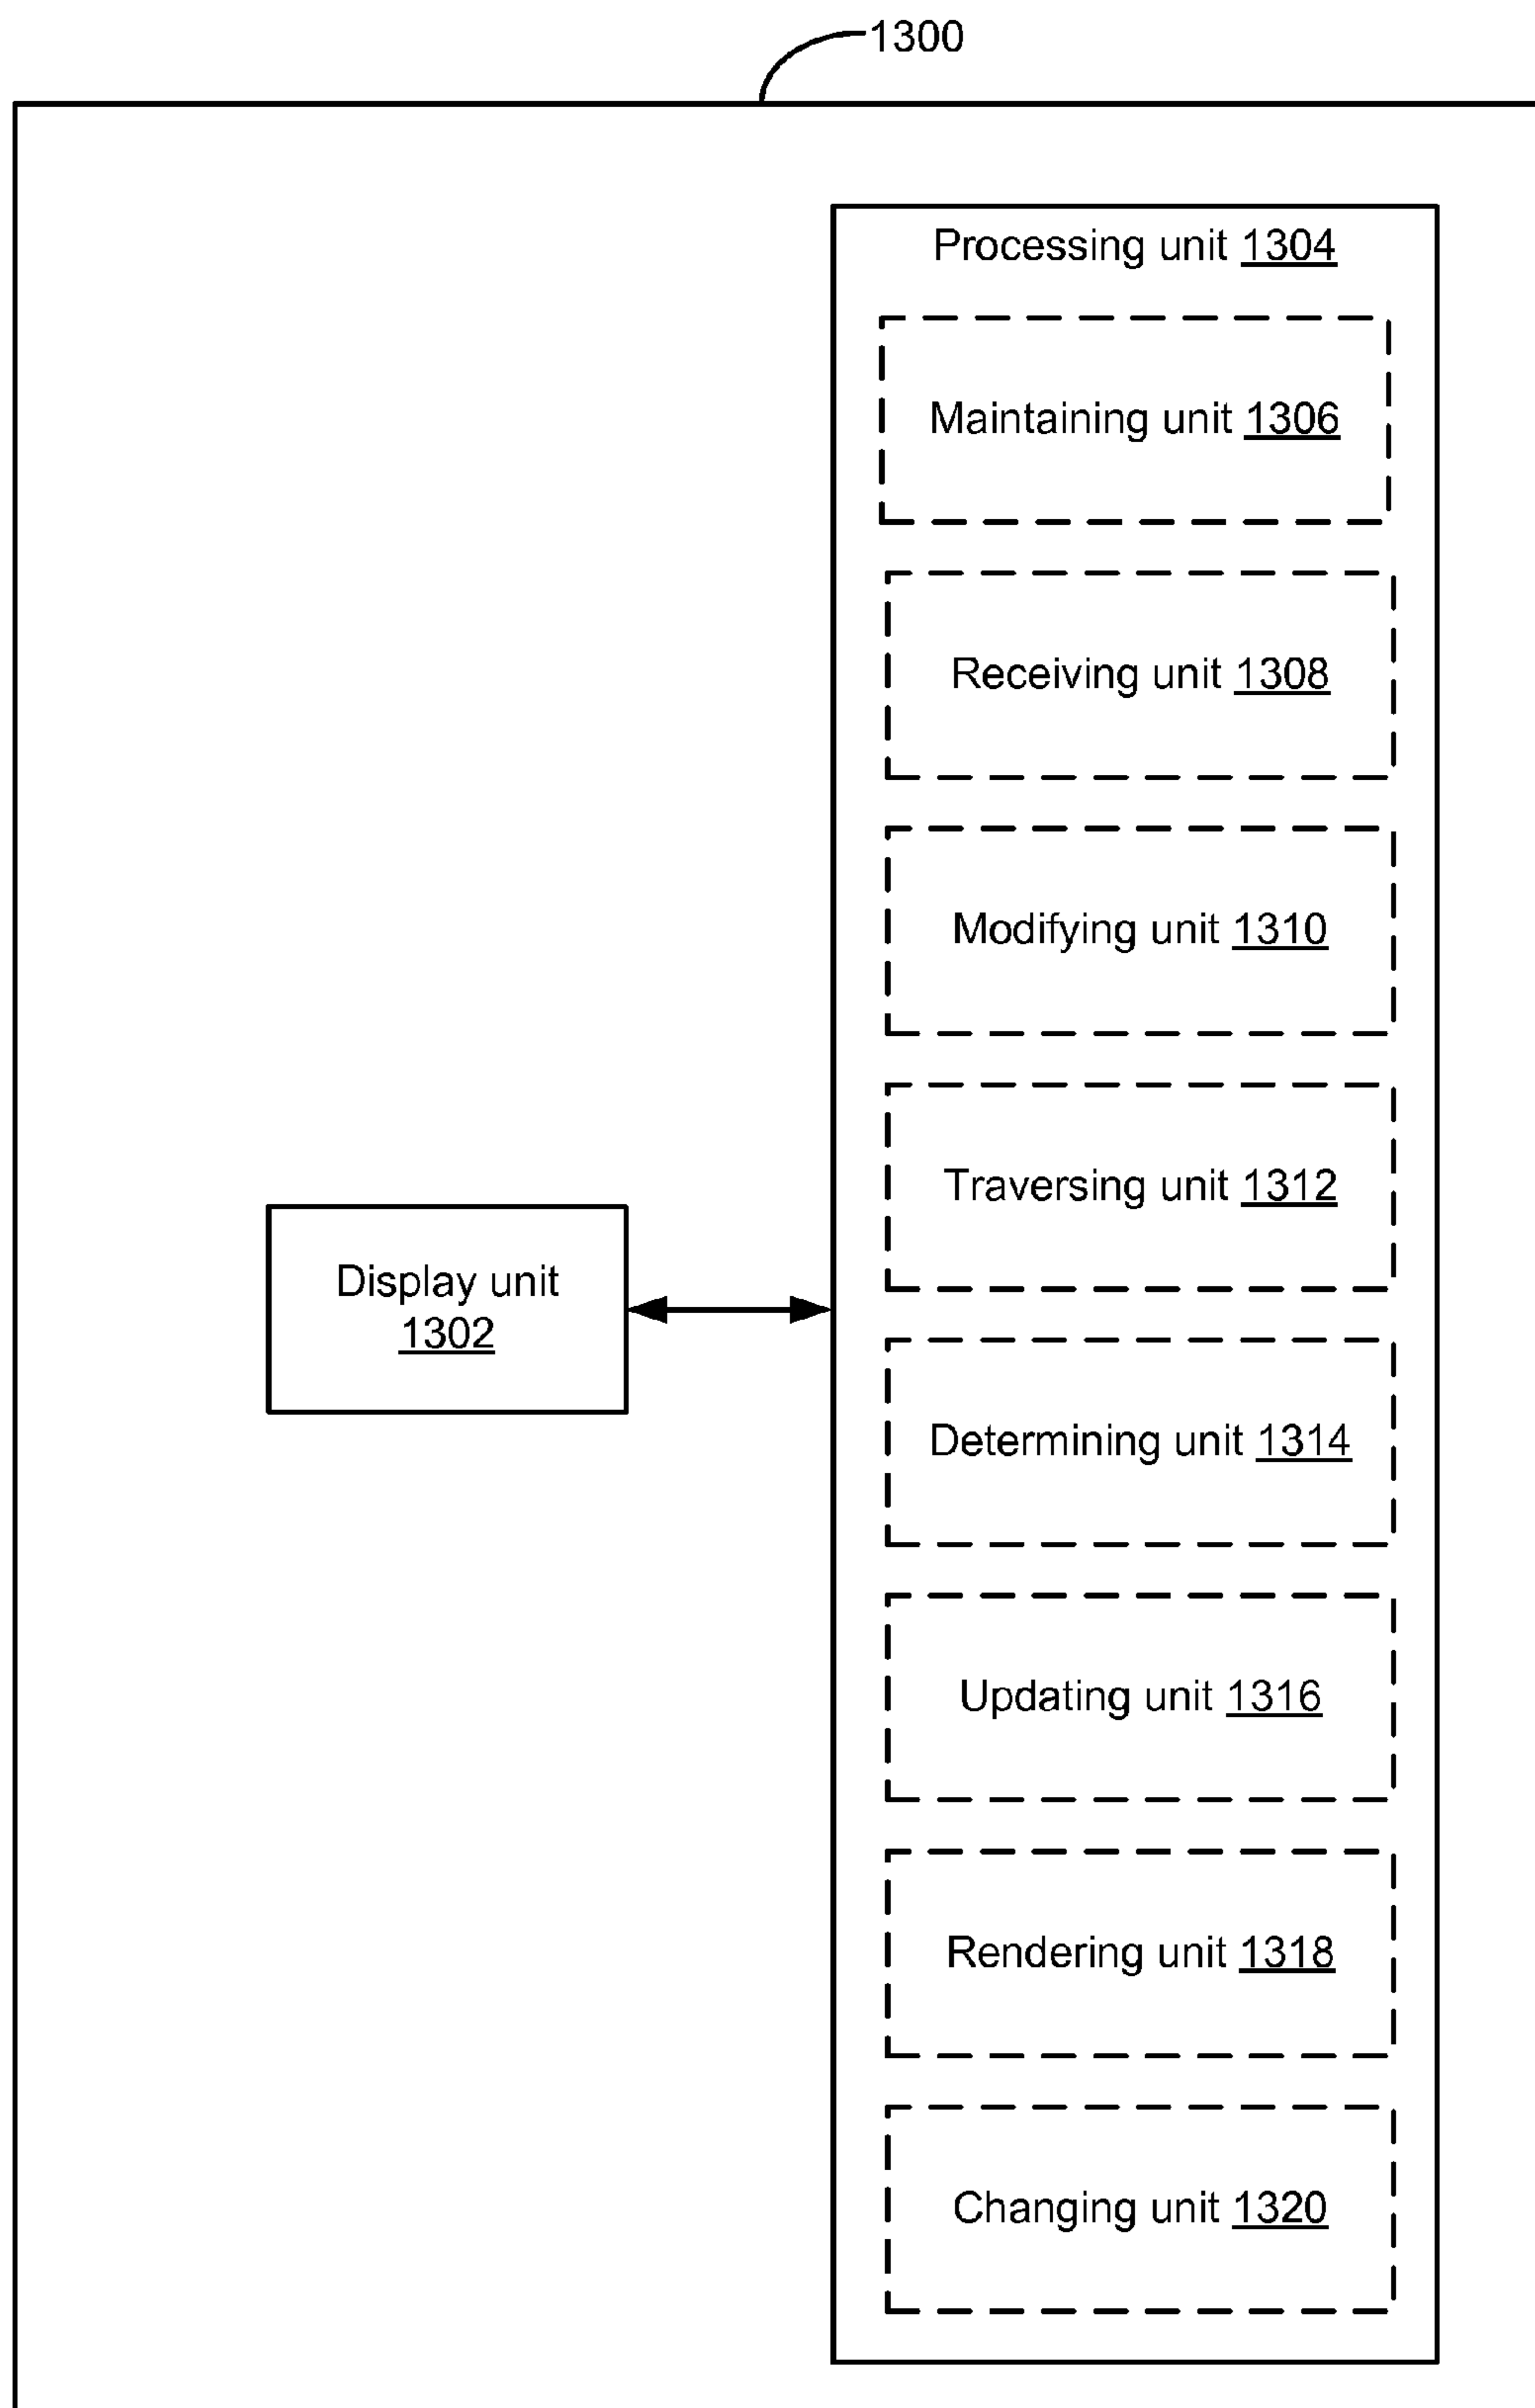 1300
Processing unit 1304
Maintaining unit 1306
Receiving unit 1308
Modifying unit 1310
Traversing unit 1312
Display unit
1302
Determining unit 1314
Updating unit 1316
Rendering unit 1318
Changing unit 1320